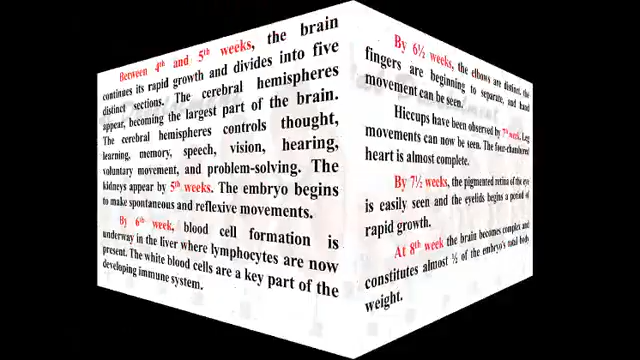 Between 4th and 5th weeks, the brain
continues its rapid growth and divides into five
distinct sections. The cerebral hemispheres
appear, becoming the largest part of the brain.
The cerebral hemispheres controls thought,
learning, memory, speech, vision, hearing,
voluntary movement, and problem-solving. The
kidneys appear by 5th weeks. The embryo begins
to make spontaneous and reflexive movements.
By 6th week, blood cell formation is
underway in the liver where lymphocytes are now
present. The white blood cells are a key part of the
developing immune system.
By 6½ weeks, the elbows are distinct, the
fingers are beginning to separate, and hand
movement can be seen.
Hiccups have been observed by 7th week. Leg
movements can now be seen. The four-chambered
heart is almost complete.
By 7½ weeks, the pigmented retina of the eye
is easily seen and the eyelids begins a period of
rapid growth.
At 8th week the brain becomes complex and
constitutes almost ½ of the embryo's total body
weight.